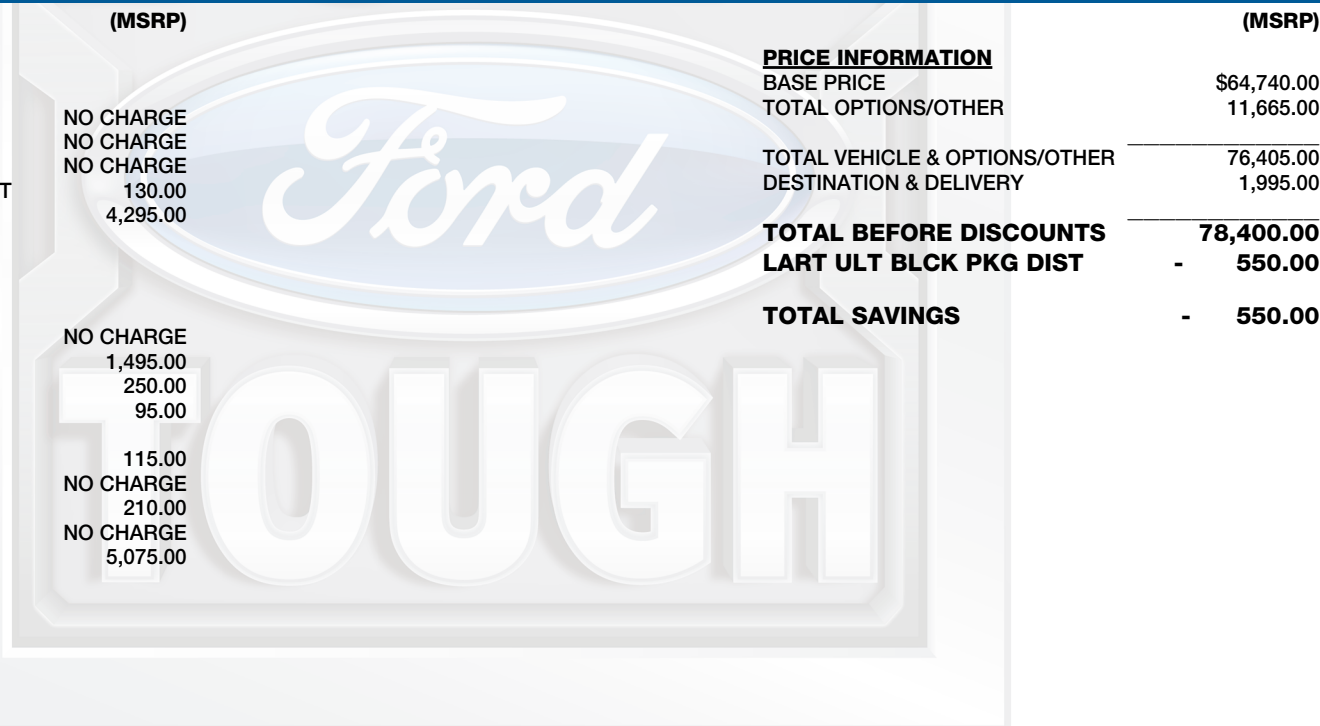 (MSRP)
NO CHARGE
NO CHARGE
NO CHARGE
T 130.00
4,295.00
NO CHARGE
1,495.00
250.00
95.00
115.00
NO CHARGE
210.00
NO CHARGE
5,075.00
Ford
TOUGH
(MSRP)
PRICE INFORMATION
BASE PRICE $64,740.00
TOTAL OPTIONS/OTHER 11,665.00
TOTAL VEHICLE & OPTIONS/OTHER 76,405.00
DESTINATION & DELIVERY 1,995.00
TOTAL BEFORE DISCOUNTS 78,400.00
LART ULT BLCK PKG DIST - 550.00
TOTAL SAVINGS - 550.00